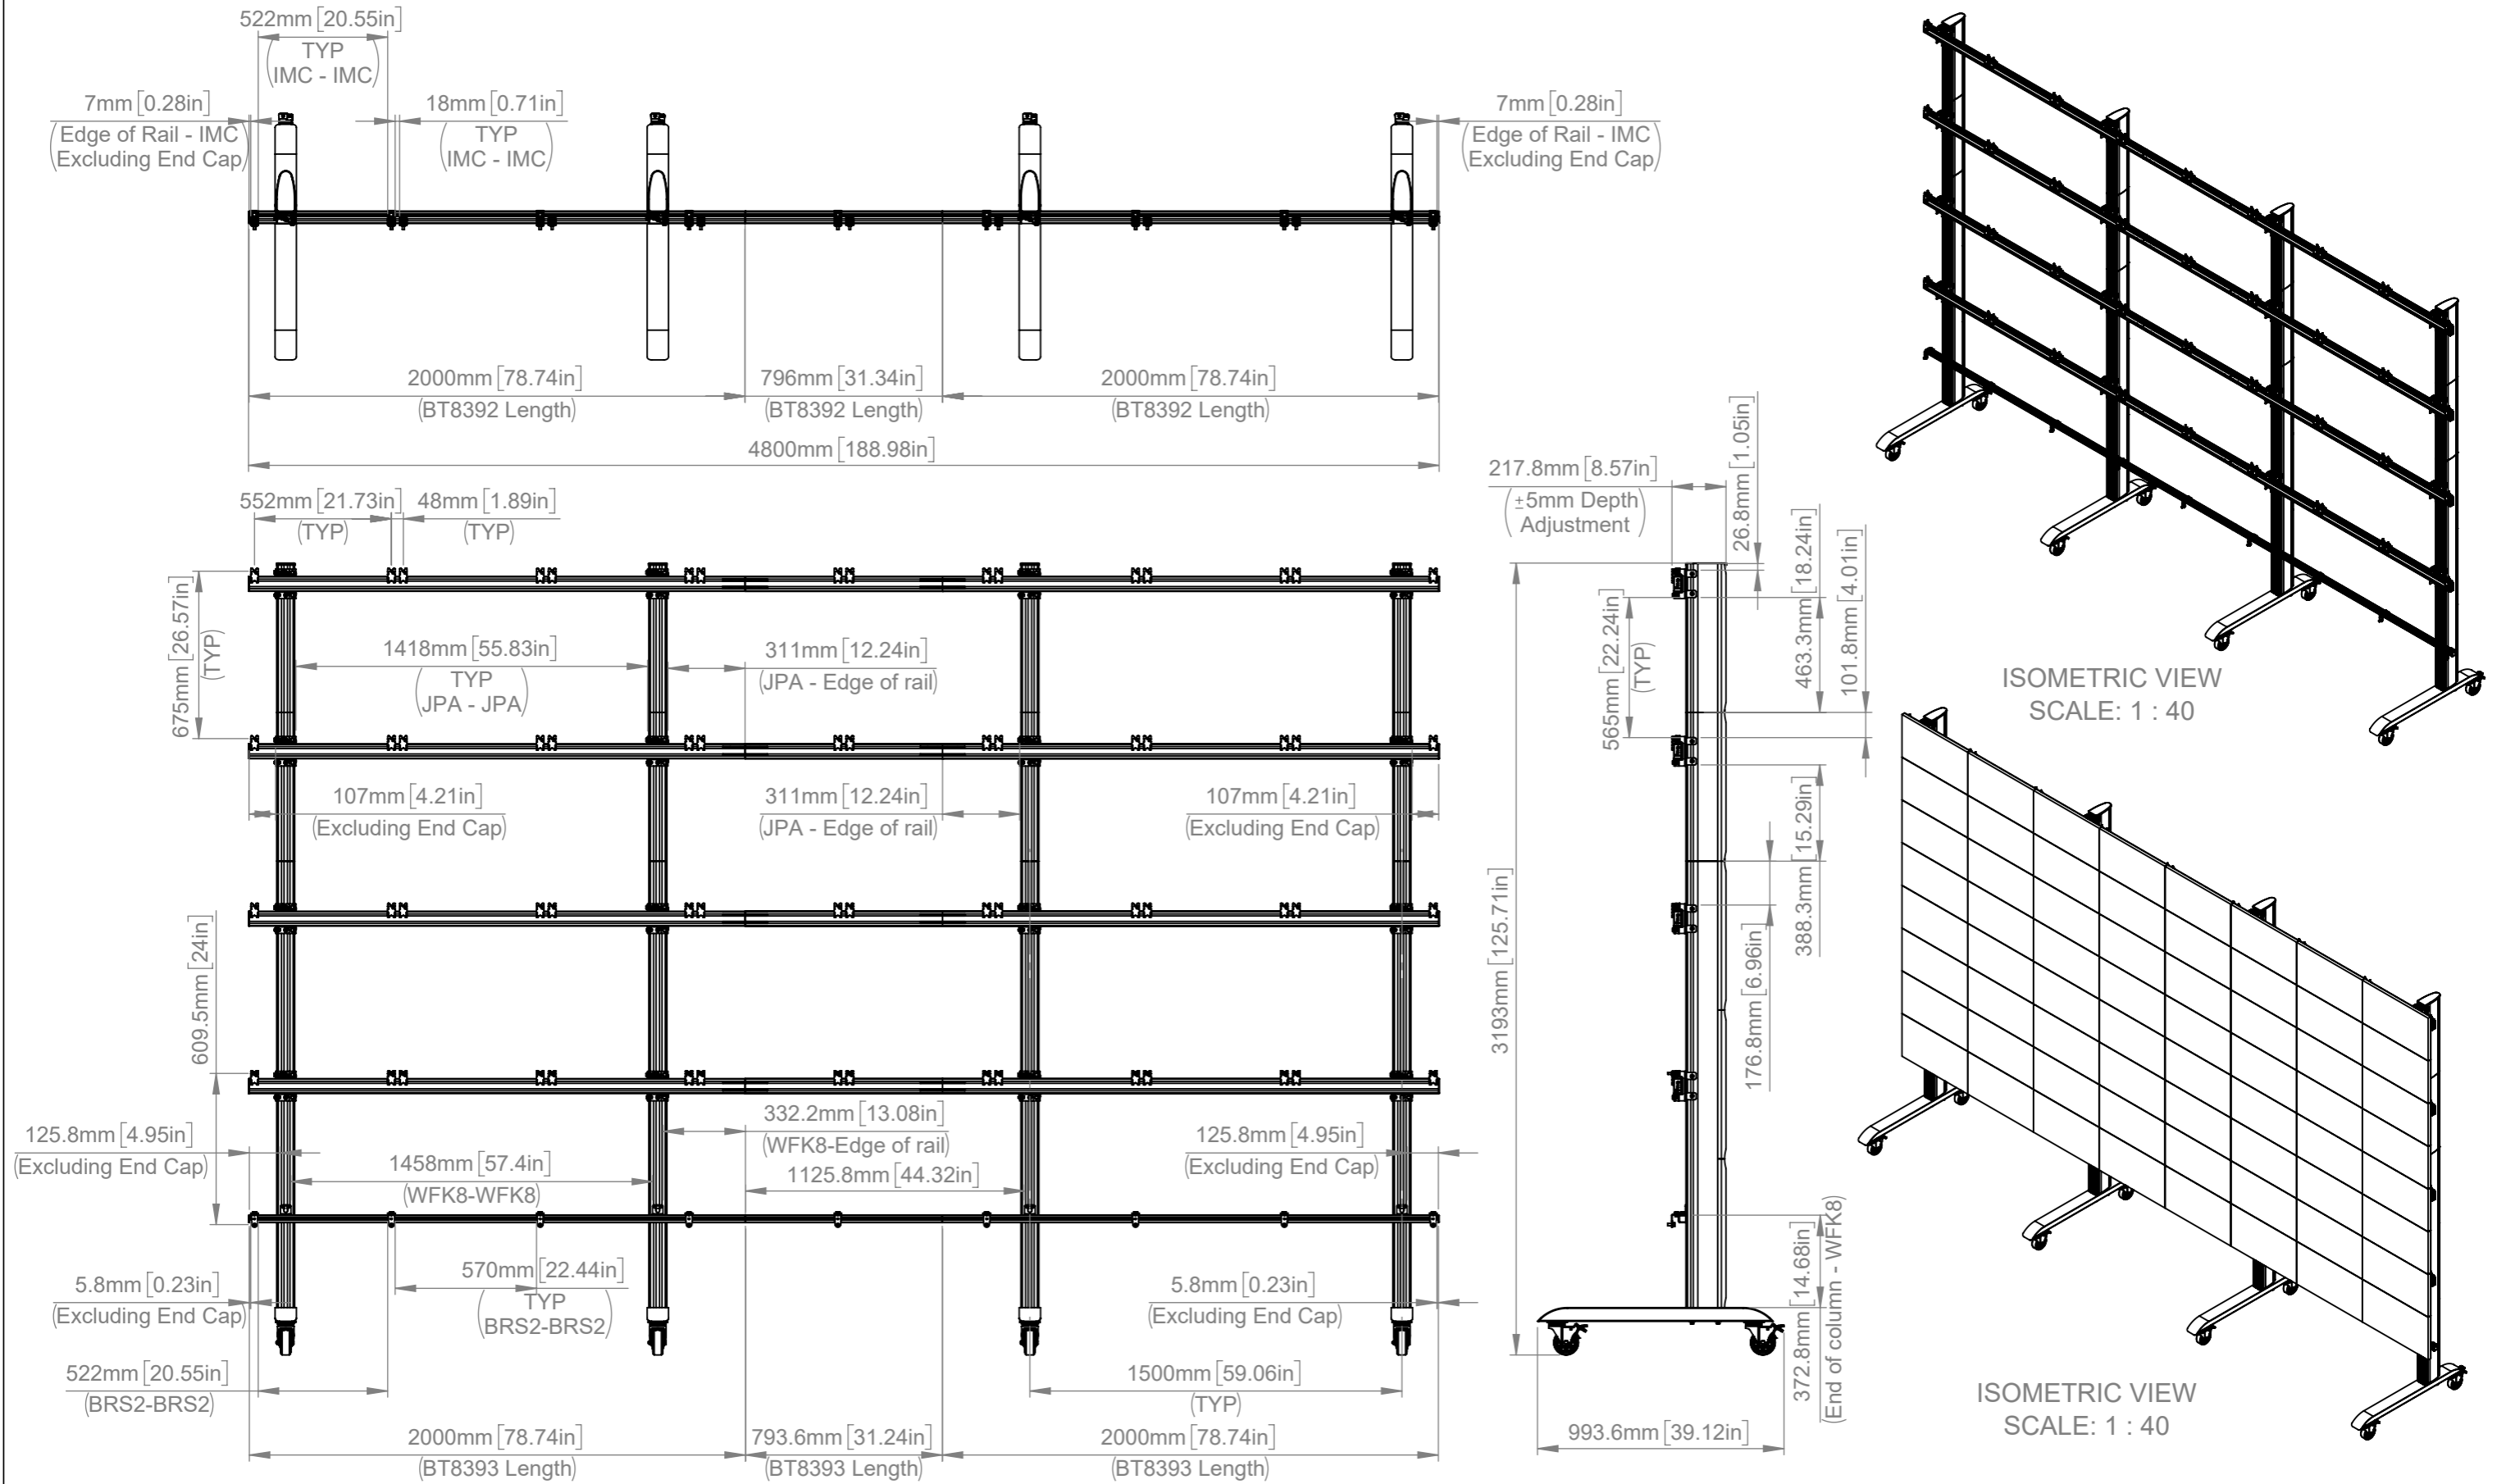 522mm[20.55in]
TYP
(IMC - IMC)
7mm[0.28in]
(Edge of Rail - IMC
Excluding End Cap)
18mm[0.71in]
TYP
(IMC - IMC)
7mm[0.28in]
(Edge of Rail - IMC
Excluding End Cap)
2000mm[78.74in]
(BT8392 Length)
796mm[31.34in]
(BT8392 Length)
2000mm[78.74in]
(BT8392 Length)
4800mm[188.98in]
552mm[21.73in]
(TYP)
48mm[1.89in]
(TYP)
675mm[26.57in]
(TYP)
1418mm[55.83in]
TYP
(JPA - JPA)
311mm[12.24in]
(JPA - Edge of rail)
107mm[4.21in]
(Excluding End Cap)
311mm[12.24in]
(JPA - Edge of rail)
107mm[4.21in]
(Excluding End Cap)
609.5mm[24in]
125.8mm[4.95in]
(Excluding End Cap)
1458mm[57.4in]
(WFK8-WFK8)
332.2mm[13.08in]
(WFK8-Edge of rail)
1125.8mm[44.32in]
125.8mm[4.95in]
(Excluding End Cap)
5.8mm[0.23in]
(Excluding End Cap)
570mm[22.44in]
TYP
(BRS2-BRS2)
5.8mm[0.23in]
(Excluding End Cap)
522mm[20.55in]
(BRS2-BRS2)
1500mm[59.06in]
(TYP)
2000mm[78.74in]
(BT8393 Length)
793.6mm[31.24in]
(BT8393 Length)
2000mm[78.74in]
(BT8393 Length)
217.8mm[8.57in]
(±5mm Depth
Adjustment)
26.8mm[1.05in]
565mm[22.24in]
(TYP)
463.3mm[18.24in]
101.8mm[4.01in]
388.3mm[15.29in]
176.8mm[6.96in]
3193mm[125.71in]
372.8mm[14.68in]
(End of column - WFK8)
993.6mm[39.12in]
ISOMETRIC VIEW
SCALE: 1 : 40
ISOMETRIC VIEW
SCALE: 1 : 40